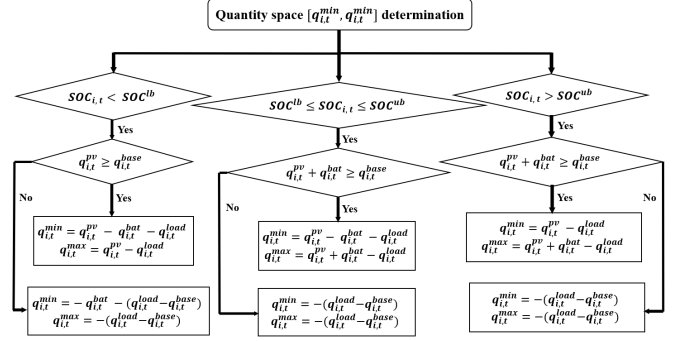 Quantity space [q_{i,t}^{min}, q_{i,t}^{min}] determination
SOC_{i,t} < SOC^{lb}
SOC^{lb} ≤ SOC_{i,t} ≤ SOC^{ub}
SOC_{i,t} > SOC^{ub}
Yes
Yes
Yes
q_{i,t}^{pv} ≥ q_{i,t}^{base}
q_{i,t}^{pv} + q_{i,t}^{bat} ≥ q_{i,t}^{base}
q_{i,t}^{pv} + q_{i,t}^{bat} ≥ q_{i,t}^{base}
No
Yes
No
Yes
Yes
No
q_{i,t}^{min} = q_{i,t}^{pv} − q_{i,t}^{bat} − q_{i,t}^{load}
q_{i,t}^{max} = q_{i,t}^{pv} − q_{i,t}^{load}
q_{i,t}^{min} = q_{i,t}^{pv} − q_{i,t}^{bat} − q_{i,t}^{load}
q_{i,t}^{max} = q_{i,t}^{pv} + q_{i,t}^{bat} − q_{i,t}^{load}
q_{i,t}^{min} = q_{i,t}^{pv} − q_{i,t}^{load}
q_{i,t}^{max} = q_{i,t}^{pv} + q_{i,t}^{bat} − q_{i,t}^{load}
q_{i,t}^{min} = − q_{i,t}^{bat} − (q_{i,t}^{load} − q_{i,t}^{base})
q_{i,t}^{max} = −(q_{i,t}^{load} − q_{i,t}^{base})
q_{i,t}^{min} = −(q_{i,t}^{load} − q_{i,t}^{base})
q_{i,t}^{max} = −(q_{i,t}^{load} − q_{i,t}^{base})
q_{i,t}^{min} = −(q_{i,t}^{load} − q_{i,t}^{base})
q_{i,t}^{max} = −(q_{i,t}^{load} − q_{i,t}^{base})